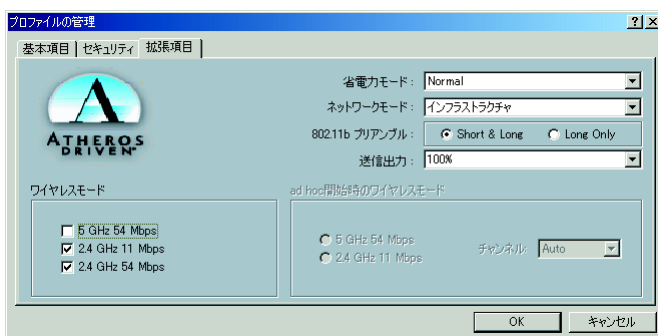 プロファイルの管理
基本項目 セキュリティ 拡張項目
ATHEROS
DRIVEN
省電力モード: Normal
ネットワークモード: インフラストラクチャ
802.11b プリアンブル: Short & Long Long Only
送信出力: 100%
ワイヤレスモード
5 GHz 54 Mbps
2.4 GHz 11 Mbps
2.4 GHz 54 Mbps
ad hoc開始時のワイヤレスモード
5 GHz 54 Mbps
2.4 GHz 11 Mbps
チャンネル: Auto
OK キャンセル